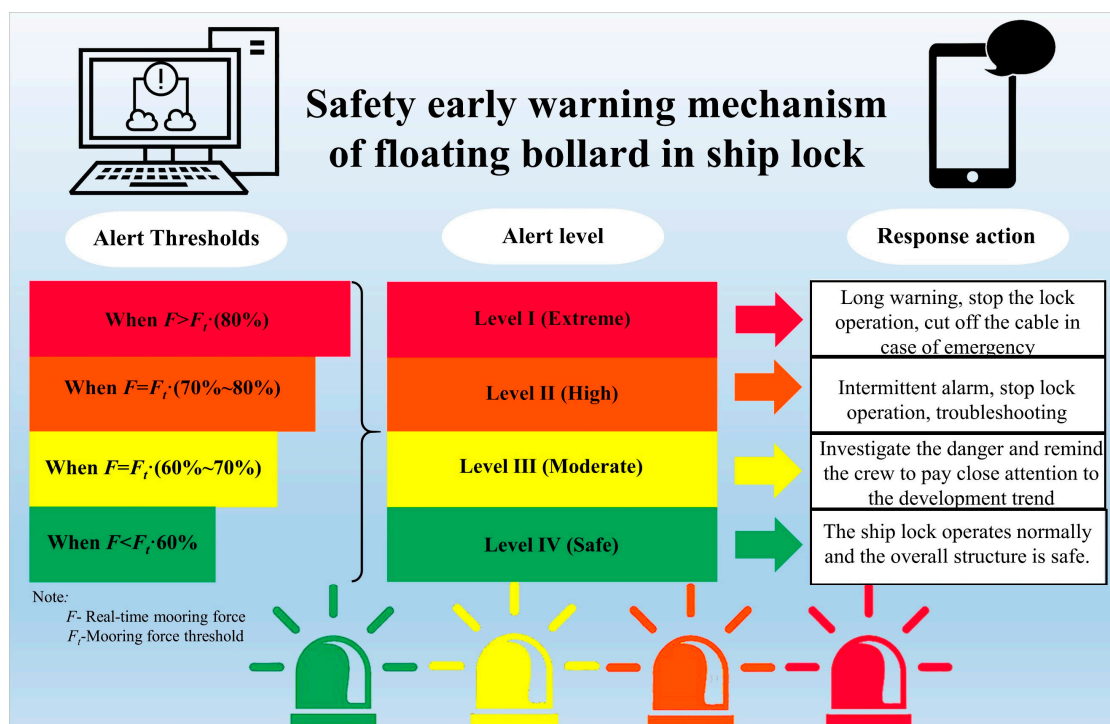 Safety early warning mechanism
of floating bollard in ship lock
Alert Thresholds
Alert level
Response action
When F>Ft·(80%)
Level I (Extreme)
Long warning, stop the lock
operation, cut off the cable in
case of emergency
When F=Ft·(70%~80%)
Level II (High)
Intermittent alarm, stop lock
operation, troubleshooting
When F=Ft·(60%~70%)
Level III (Moderate)
Investigate the danger and remind
the crew to pay close attention to
the development trend
When F<Ft·60%
Level IV (Safe)
The ship lock operates normally
and the overall structure is safe.
Note:
F- Real-time mooring force
Ft-Mooring force threshold